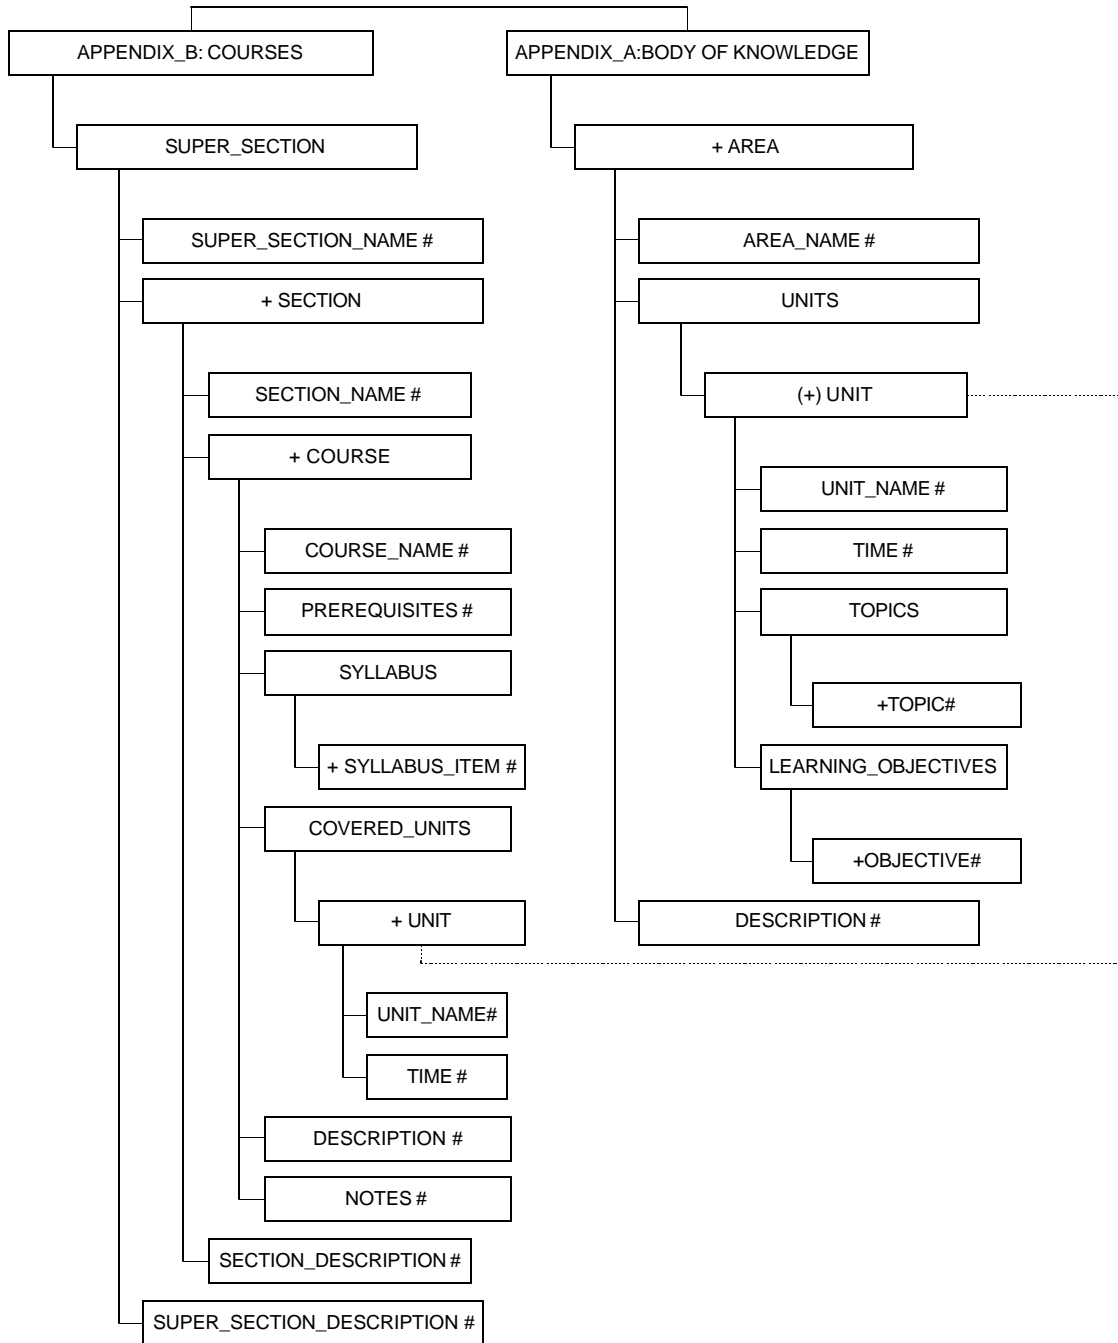 APPENDIX_B: COURSES
SUPER_SECTION
SUPER_SECTION_NAME #
+ SECTION
SECTION_NAME #
+ COURSE
COURSE_NAME #
PREREQUISITES #
SYLLABUS
+ SYLLABUS_ITEM #
COVERED_UNITS
+ UNIT
UNIT_NAME#
TIME #
DESCRIPTION #
NOTES #
SECTION_DESCRIPTION #
SUPER_SECTION_DESCRIPTION #
APPENDIX_A:BODY OF KNOWLEDGE
+ AREA
AREA_NAME #
UNITS
(+) UNIT
UNIT_NAME #
TIME #
TOPICS
+TOPIC#
LEARNING_OBJECTIVES
+OBJECTIVE#
DESCRIPTION #